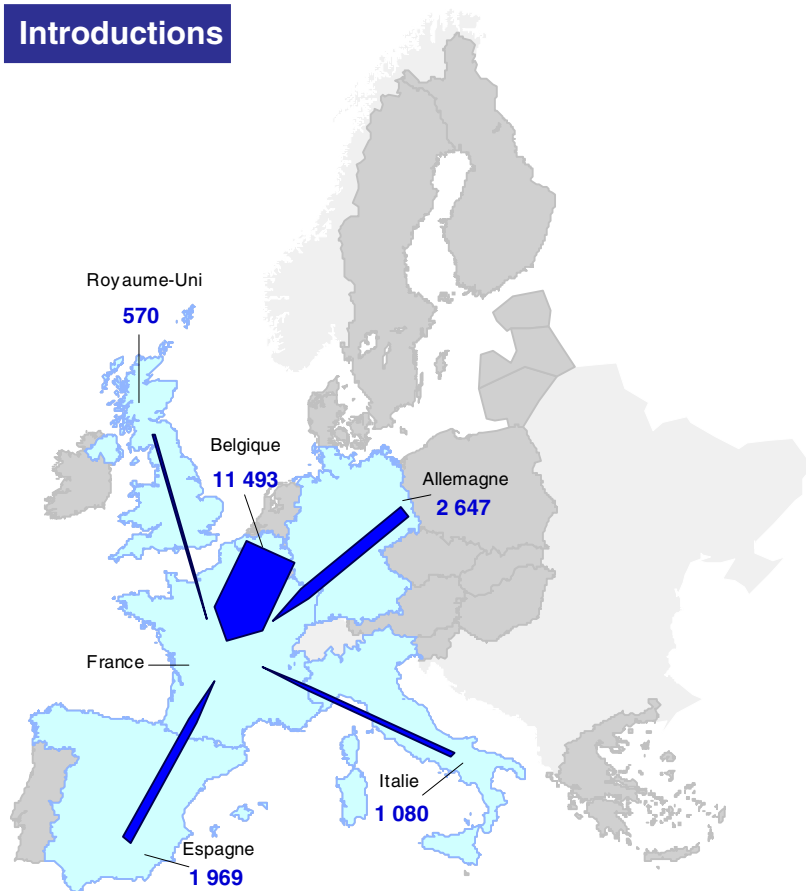 Introductions
Royaume-Uni
570
Belgique
11 493
Allemagne
2 647
France
Italie
1 080
Espagne
1 969